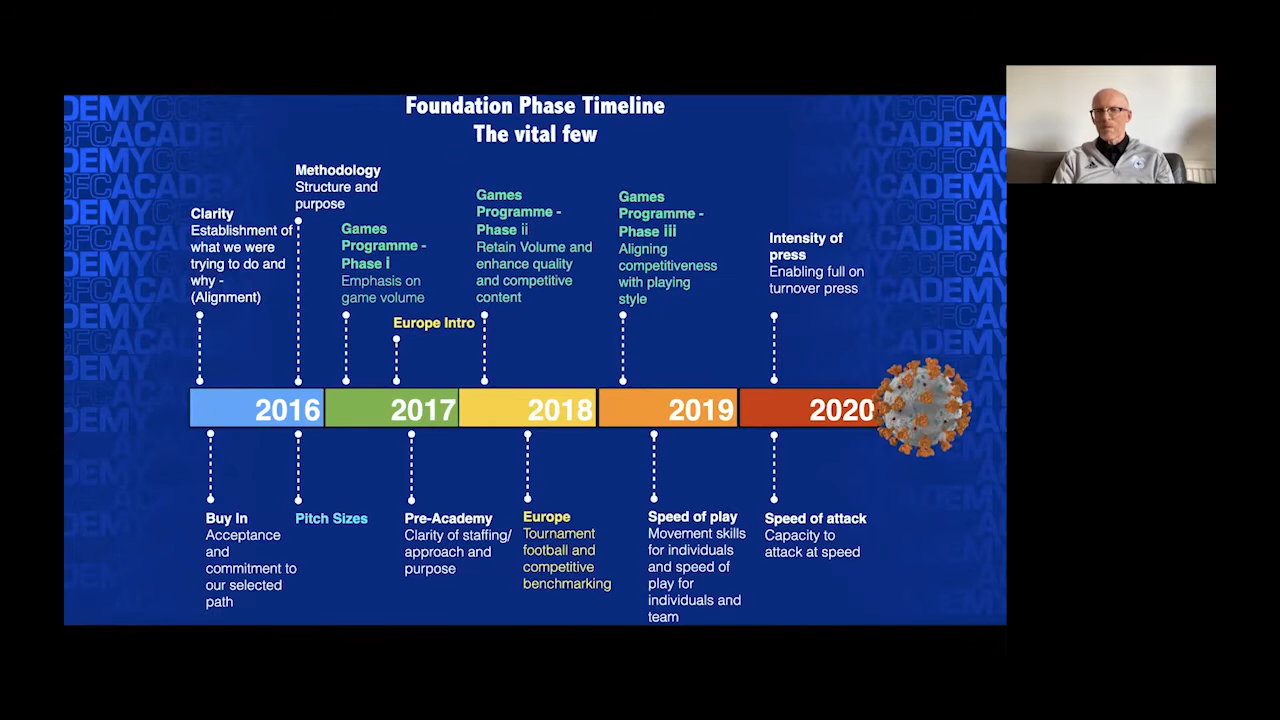 Foundation Phase Timeline
The vital few
Clarity
Establishment of
what we were
trying to do and
why -
(Alignment)
Methodology
Structure and
purpose
Games
Programme -
Phase i
Emphasis on
game volume
Europe Intro
Games
Programme -
Phase ii
Retain Volume and
enhance quality
and competitive
content
Games
Programme -
Phase iii
Aligning
competitiveness
with playing
style
Intensity of
press
Enabling full on
turnover press
2016
2017
2018
2019
2020
Buy In
Acceptance
and
commitment to
our selected
path
Pitch Sizes
Pre-Academy
Clarity of staffing/
approach and
purpose
Europe
Tournament
football and
competitive
benchmarking
Speed of play
Movement skills
for individuals
and speed of
play for
individuals and
team
Speed of attack
Capacity to
attack at speed